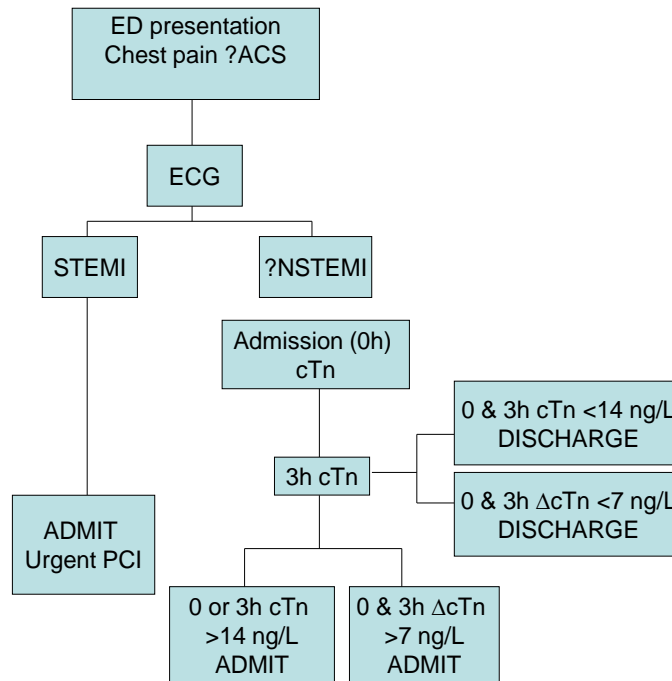 ED presentation
Chest pain ?ACS
ECG
STEMI
?NSTEMI
Admission (0h)
cTn
0 & 3h cTn <14 ng/L
DISCHARGE
3h cTn
0 & 3h ∆cTn <7 ng/L
DISCHARGE
ADMIT
Urgent PCI
0 or 3h cTn
>14 ng/L
ADMIT
0 & 3h ∆cTn
>7 ng/L
ADMIT